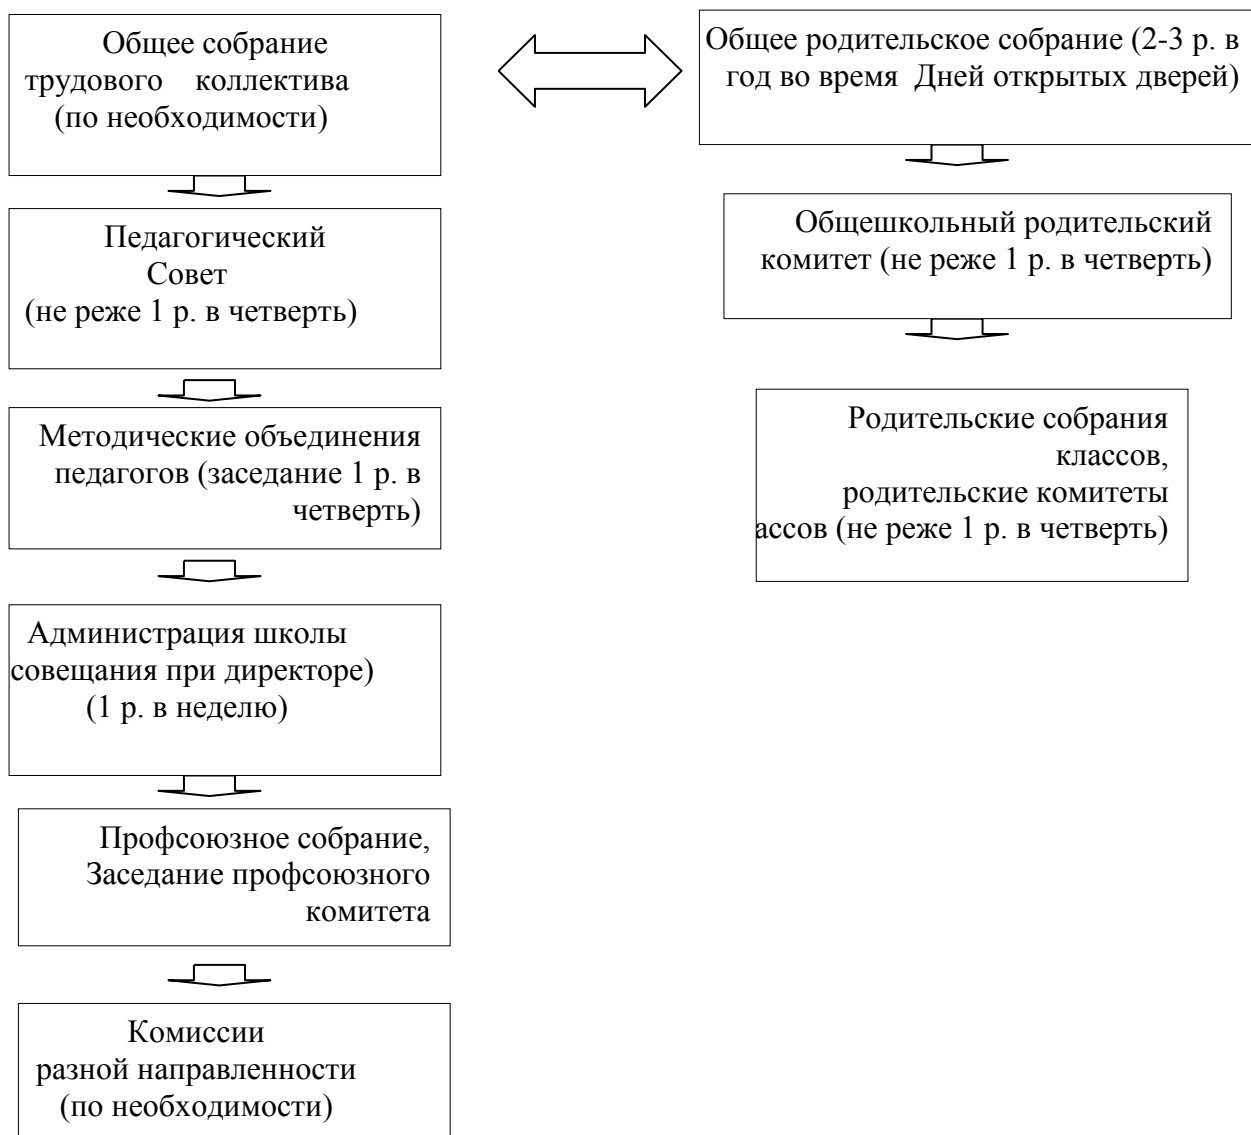 Общее собрание
трудового коллектива
(по необходимости)
Педагогический
Совет
(не реже 1 р. в четверть)
Методические объединения
педагогов (заседание 1 р. в
четверть)
Администрация школы
совещания при директоре)
(1 р. в неделю)
Профсоюзное собрание,
Заседание профсоюзного
комитета
Комиссии
разной направленности
(по необходимости)
Общее родительское собрание (2-3 р. в
год во время Дней открытых дверей)
Общешкольный родительский
комитет (не реже 1 р. в четверть)
Родительские собрания
классов,
родительские комитеты
ассов (не реже 1 р. в четверть)